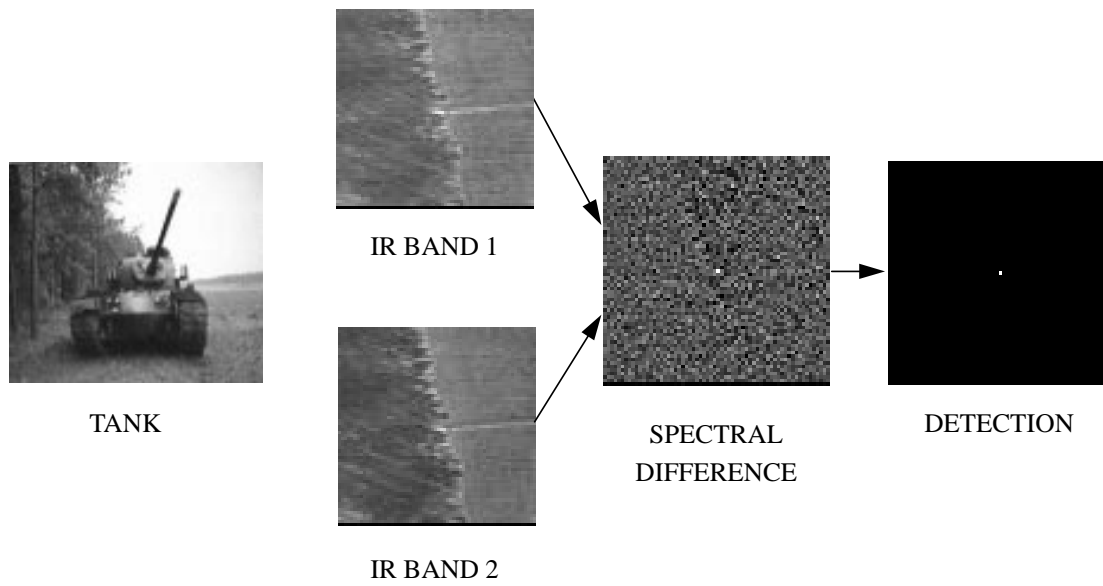 IR BAND 1
TANK
SPECTRAL
DIFFERENCE
DETECTION
IR BAND 2